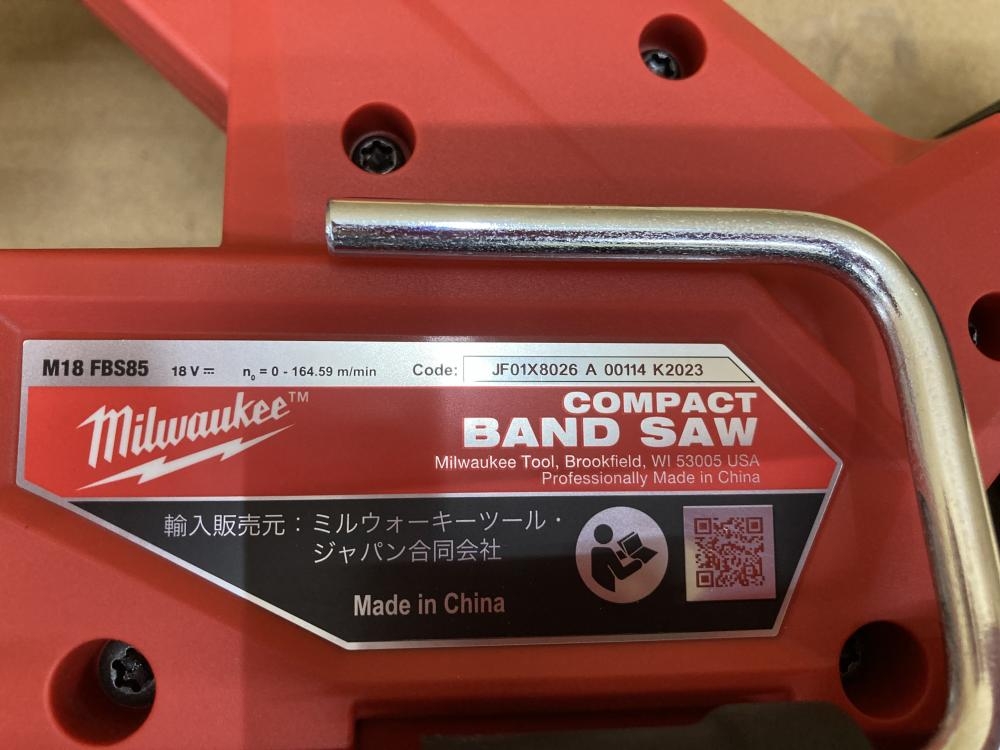 M18 FBS85 18 V ⎓ n₀ = 0 - 164.59 m/min Code: JF01X8026 A 00114 K2023
Milwaukee™
COMPACT
BAND SAW
Milwaukee Tool, Brookfield, WI 53005 USA
Professionally Made in China
輸入販売元：ミルウォーキーツール・
ジャパン合同会社
Made in China